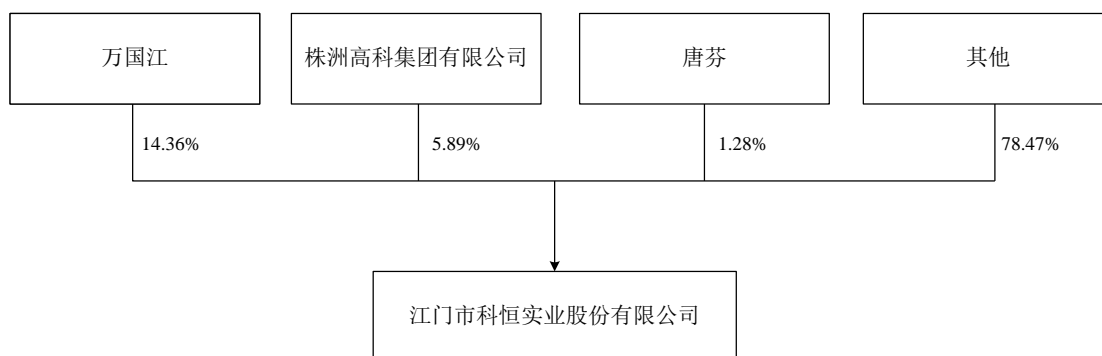 万国江
株洲高科集团有限公司
唐芬
其他
14.36%
5.89%
1.28%
78.47%
江门市科恒实业股份有限公司